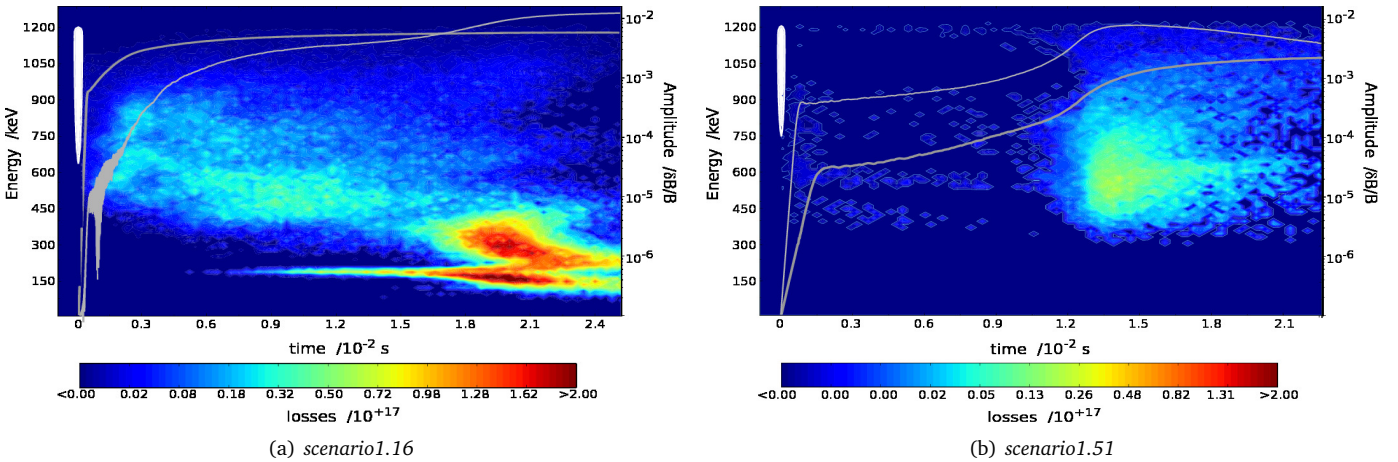 1200
1050
900
750
600
450
300
150
Energy /keV
10-2
10-3
10-4
10-5
10-6
Amplitude /δB/B
0 0.3 0.6 0.9 1.2 1.5 1.8 2.1 2.4
time /10-2 s
<0.00 0.02 0.08 0.18 0.32 0.50 0.72 0.98 1.28 1.62 >2.00
losses /10+17
(a) scenario1.16
1200
1050
900
750
600
450
300
150
Energy /keV
10-2
10-3
10-4
10-5
10-6
Amplitude /δB/B
0 0.3 0.6 0.9 1.2 1.5 1.8 2.1
time /10-2 s
<0.00 0.00 0.00 0.02 0.05 0.13 0.26 0.48 0.82 1.31 >2.00
losses /10+17
(b) scenario1.51